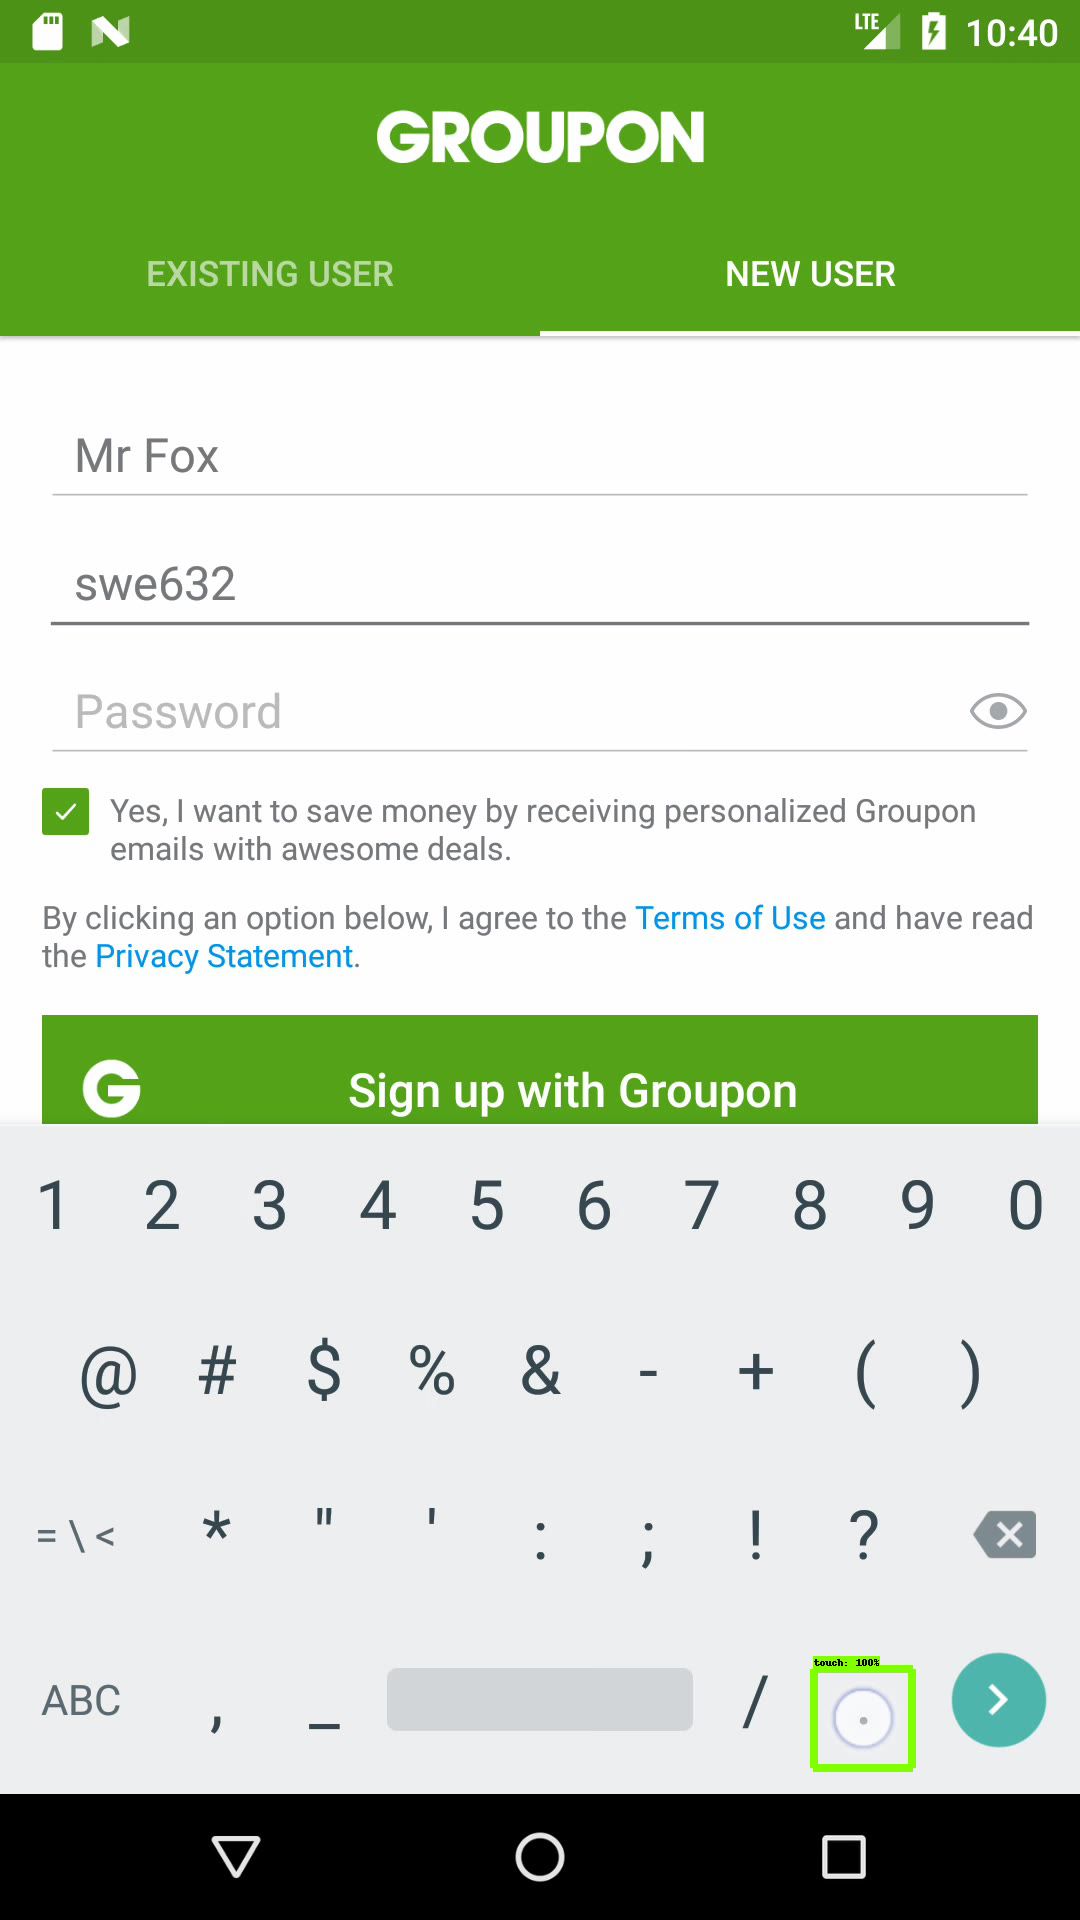 LTE 10:40
GROUPON
EXISTING USER NEW USER
Mr Fox
swe632
Password
Yes, I want to save money by receiving personalized Groupon
emails with awesome deals.
By clicking an option below, I agree to the Terms of Use and have read
the Privacy Statement.
G Sign up with Groupon
1 2 3 4 5 6 7 8 9 0
@ # $ % & - + ( )
= \ < * " ' : ; ! ?
touch: 100%
ABC , _ / .